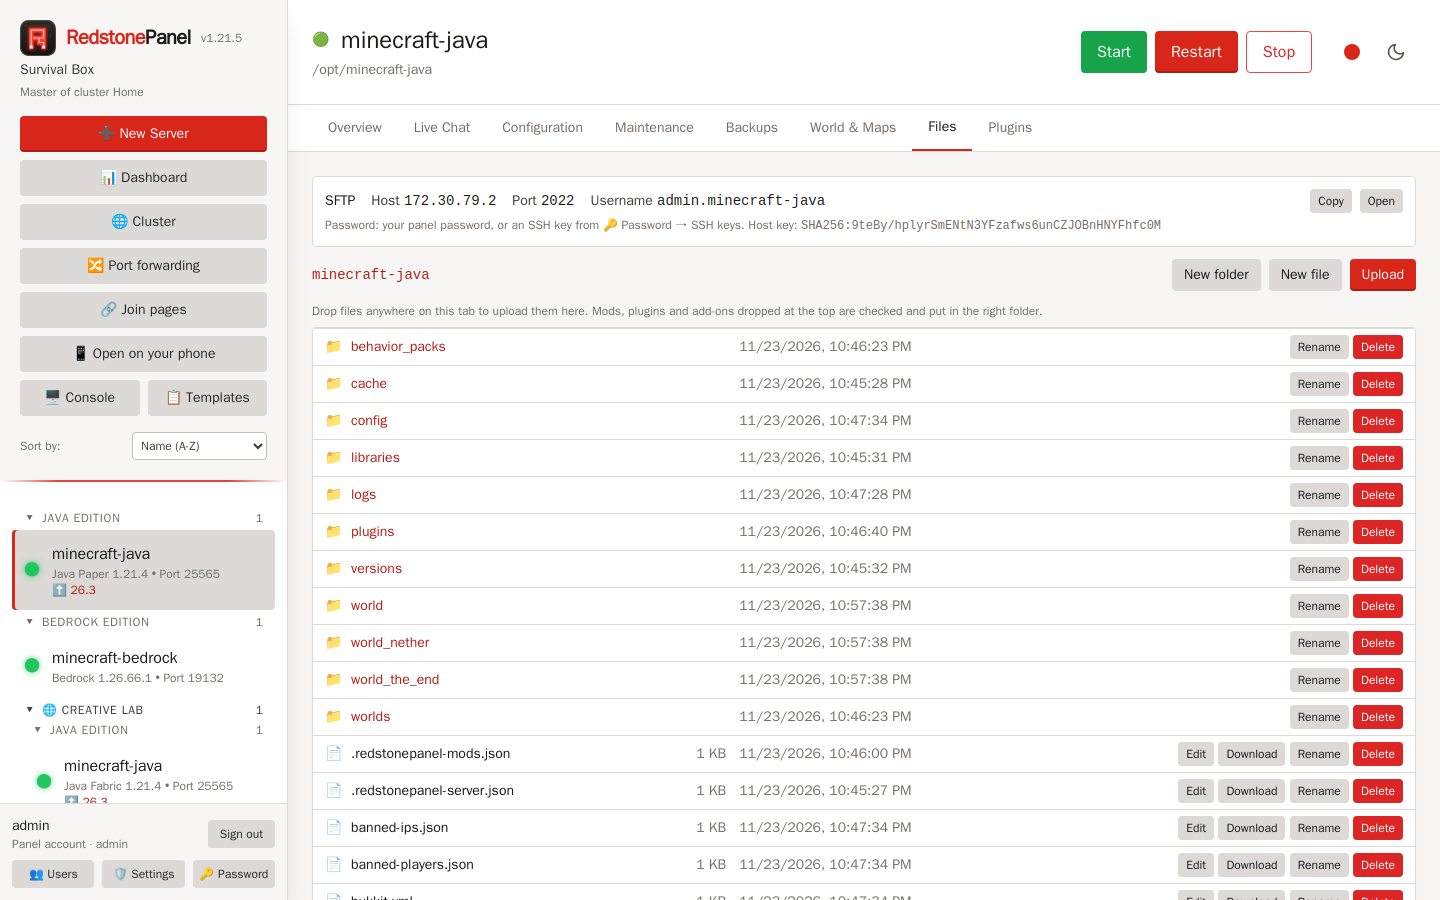 RedstonePanel v1.21.5
Survival Box
Master of cluster Home
➕ New Server
📊 Dashboard
🌐 Cluster
🔀 Port forwarding
🔗 Join pages
📱 Open on your phone
🖥️ Console
📋 Templates
Sort by:
Name (A-Z)
JAVA EDITION 1
minecraft-java
Java Paper 1.21.4 • Port 25565
⬆️ 26.3
BEDROCK EDITION 1
minecraft-bedrock
Bedrock 1.26.66.1 • Port 19132
🌐 CREATIVE LAB 1
JAVA EDITION 1
minecraft-java
Java Fabric 1.21.4 • Port 25565
⬆️ 26.3
admin
Panel account · admin
Sign out
👥 Users
🛡️ Settings
🔑 Password
minecraft-java
/opt/minecraft-java
Start
Restart
Stop
Overview
Live Chat
Configuration
Maintenance
Backups
World & Maps
Files
Plugins
SFTP Host 172.30.79.2 Port 2022 Username admin.minecraft-java
Copy
Open
Password: your panel password, or an SSH key from 🔑 Password → SSH keys. Host key: SHA256:9teBy/hplyrSmENtN3YFzafws6unCZJOBnHNYFhfc0M
minecraft-java
New folder
New file
Upload
Drop files anywhere on this tab to upload them here. Mods, plugins and add-ons dropped at the top are checked and put in the right folder.
behavior_packs 11/23/2026, 10:46:23 PM Rename Delete
cache 11/23/2026, 10:45:28 PM Rename Delete
config 11/23/2026, 10:47:34 PM Rename Delete
libraries 11/23/2026, 10:45:31 PM Rename Delete
logs 11/23/2026, 10:47:28 PM Rename Delete
plugins 11/23/2026, 10:46:40 PM Rename Delete
versions 11/23/2026, 10:45:32 PM Rename Delete
world 11/23/2026, 10:57:38 PM Rename Delete
world_nether 11/23/2026, 10:57:38 PM Rename Delete
world_the_end 11/23/2026, 10:57:38 PM Rename Delete
worlds 11/23/2026, 10:46:23 PM Rename Delete
.redstonepanel-mods.json 1 KB 11/23/2026, 10:46:00 PM Edit Download Rename Delete
.redstonepanel-server.json 1 KB 11/23/2026, 10:45:27 PM Edit Download Rename Delete
banned-ips.json 1 KB 11/23/2026, 10:47:34 PM Edit Download Rename Delete
banned-players.json 1 KB 11/23/2026, 10:47:34 PM Edit Download Rename Delete
bukkit.yml 1 KB 11/23/2026, 10:47:34 PM Edit Download Rename Delete